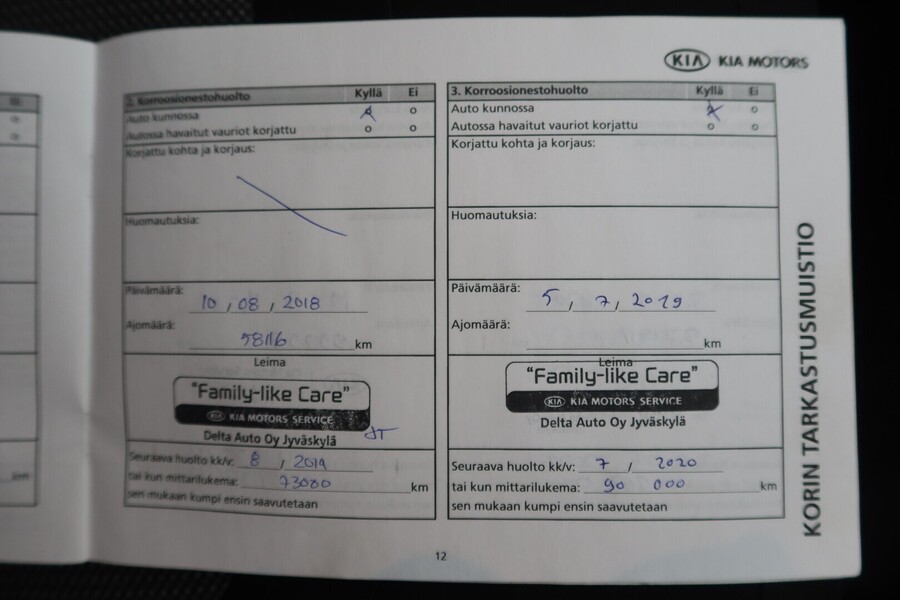 KIA KIA MOTORS
KORIN TARKASTUSMUISTIO
2. Korroosionestohuolto Kyllä Ei
Auto kunnossa
Autossa havaitut vauriot korjattu
Korjattu kohta ja korjaus:
Huomautuksia:
Päivämäärä: 10 , 08 , 2018
Ajomäärä: 58116 km
Leima
"Family-like Care"
KIA KIA MOTORS SERVICE
Delta Auto Oy Jyväskylä
JT
Seuraava huolto kk/v: 8 / 2019
tai kun mittarilukema: 73000 km
sen mukaan kumpi ensin saavutetaan
3. Korroosionestohuolto Kyllä Ei
Auto kunnossa
Autossa havaitut vauriot korjattu
Korjattu kohta ja korjaus:
Huomautuksia:
Päivämäärä: 5 , 7 , 2019
Ajomäärä: km
Leima
"Family-like Care"
KIA KIA MOTORS SERVICE
Delta Auto Oy Jyväskylä
Seuraava huolto kk/v: 7 / 2020
tai kun mittarilukema: 90 000 km
sen mukaan kumpi ensin saavutetaan
12